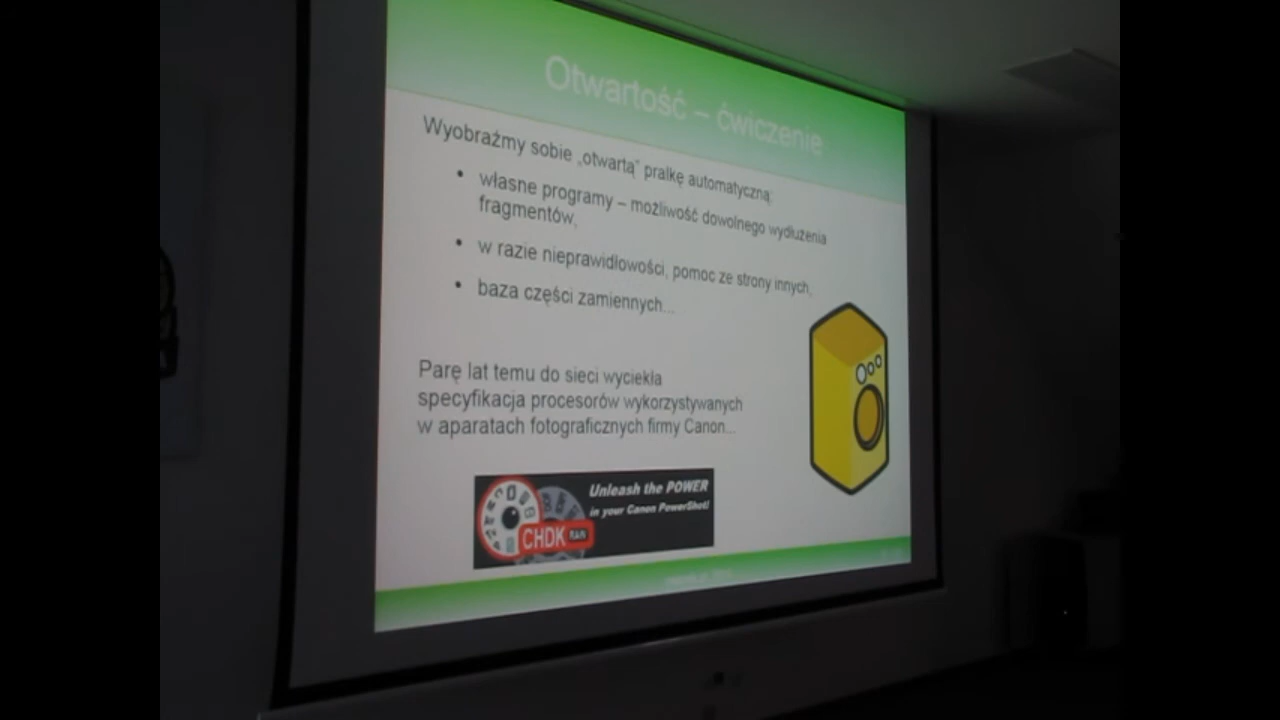 Otwartość – ćwiczenie
Wyobraźmy sobie „otwartą” pralkę automatyczną:
• własne programy – możliwość dowolnego wydłużenia
fragmentów,
• w razie nieprawidłowości, pomoc ze strony innych,
• baza części zamiennych...
Parę lat temu do sieci wyciekła
specyfikacja procesorów wykorzystywanych
w aparatach fotograficznych firmy Canon...
Unleash the POWER
in your Canon PowerShot!
CHDK